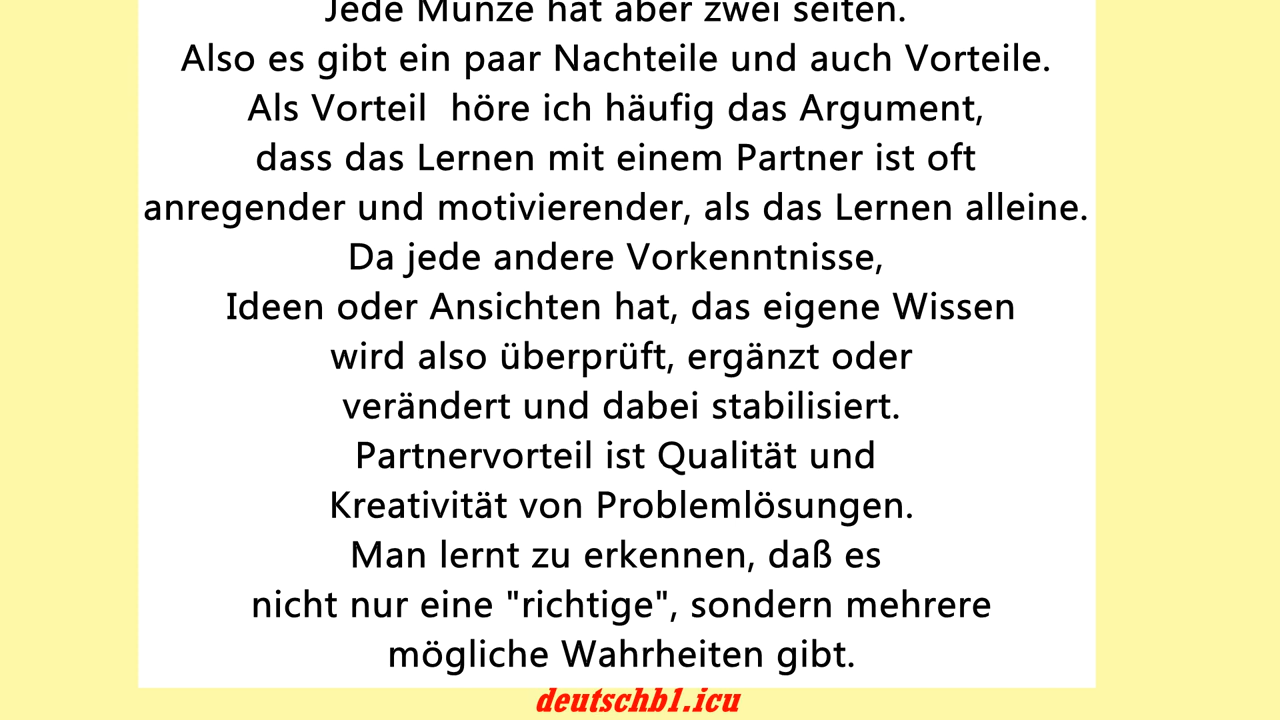 Jede Münze hat aber zwei seiten.
Also es gibt ein paar Nachteile und auch Vorteile.
Als Vorteil  höre ich häufig das Argument,
dass das Lernen mit einem Partner ist oft
anregender und motivierender, als das Lernen alleine.
Da jede andere Vorkenntnisse,
Ideen oder Ansichten hat, das eigene Wissen
wird also überprüft, ergänzt oder
verändert und dabei stabilisiert.
Partnervorteil ist Qualität und
Kreativität von Problemlösungen.
Man lernt zu erkennen, daß es
nicht nur eine "richtige", sondern mehrere
mögliche Wahrheiten gibt.
deutschb1.icu